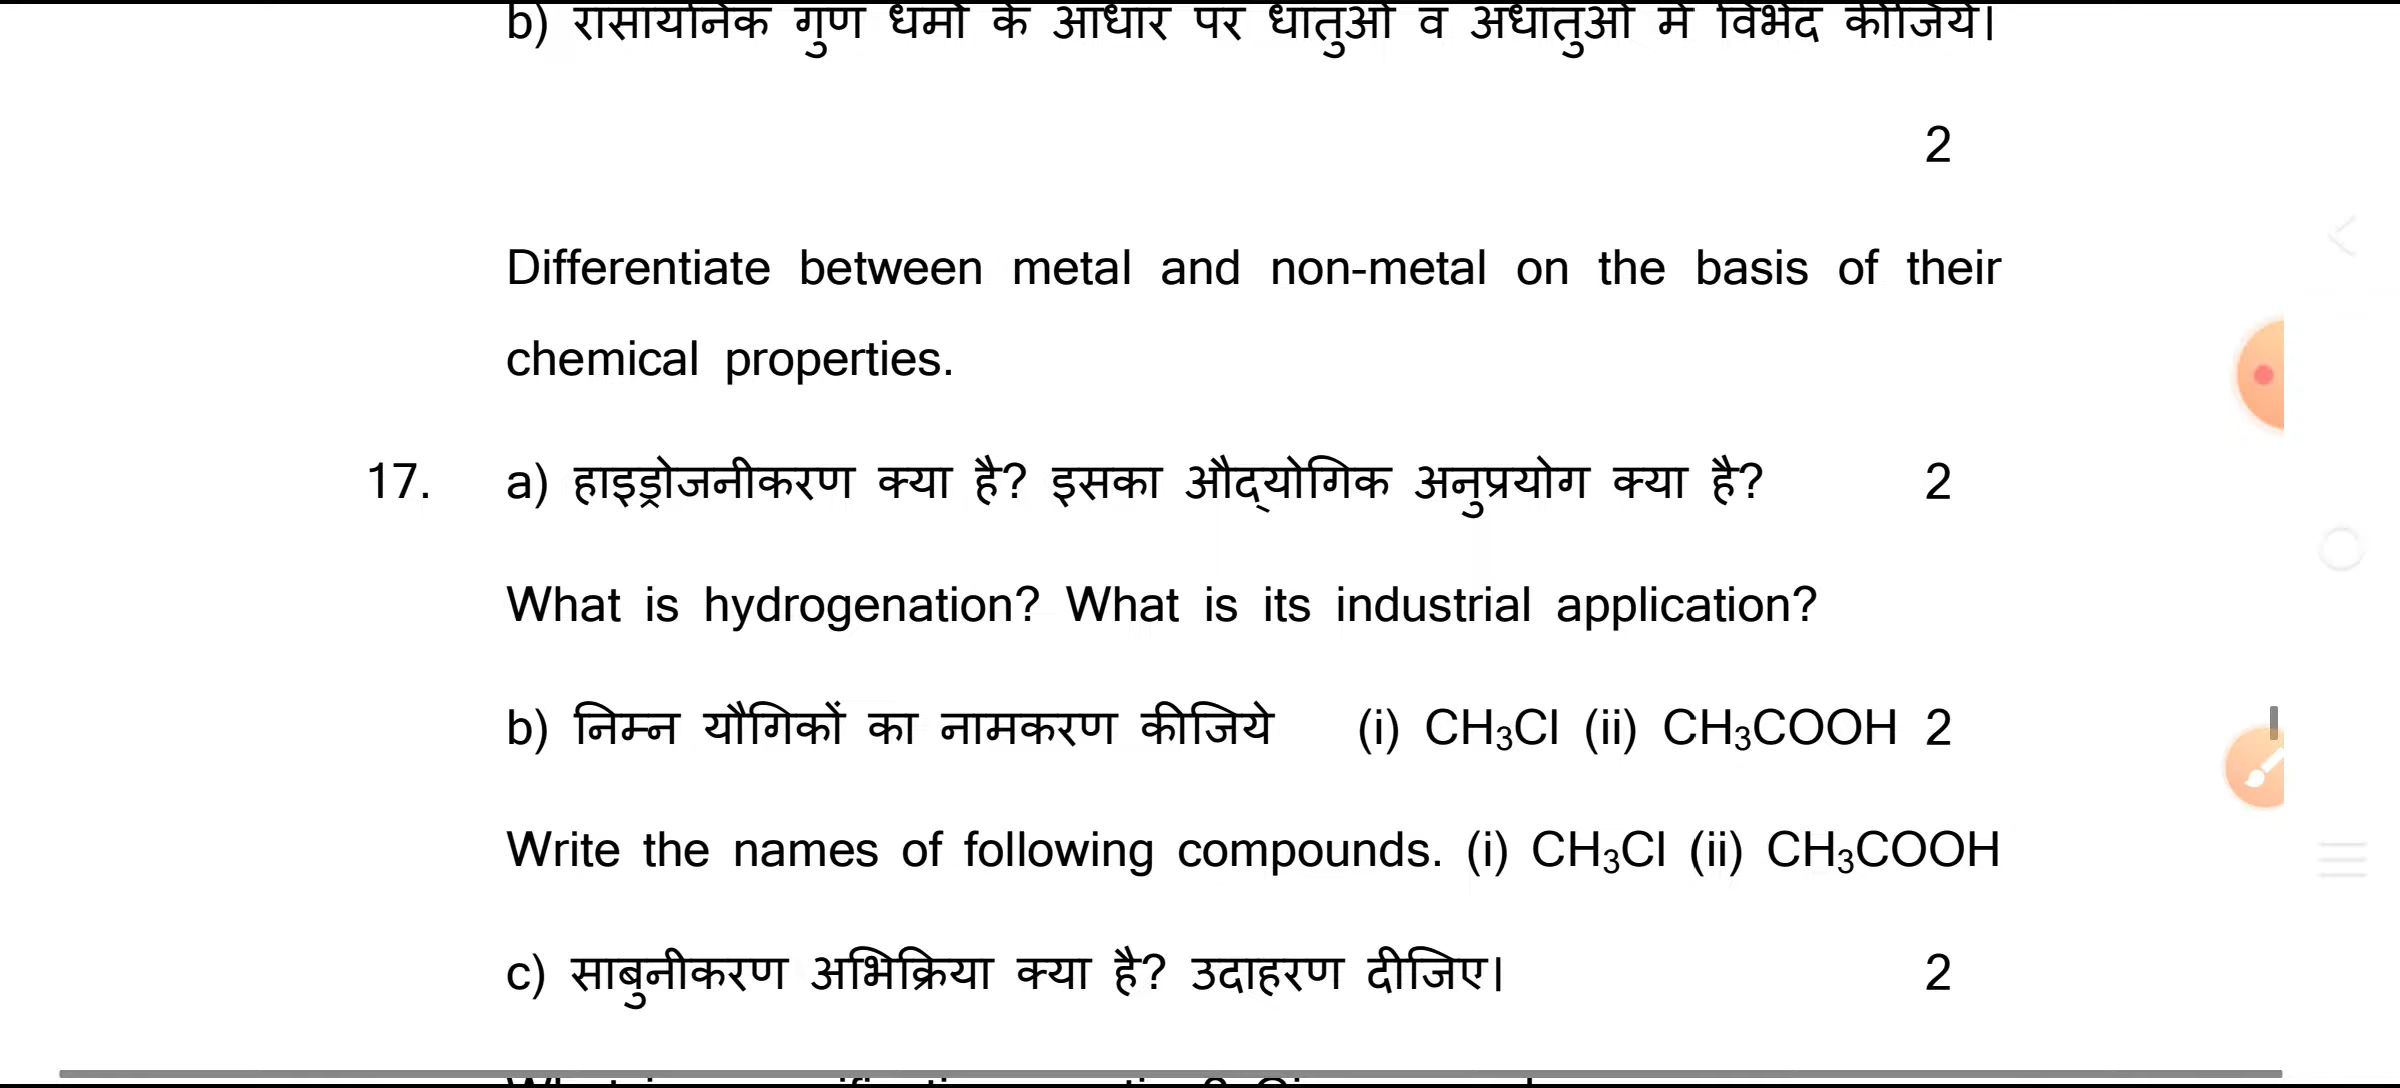 b) रासायनिक गुण धर्मों के आधार पर धातुओं व अधातुओं में विभेद कीजिये।
2
Differentiate between metal and non-metal on the basis of their
chemical properties.
17. a) हाइड्रोजनीकरण क्या है? इसका औद्‌योगिक अनुप्रयोग क्या है? 2
What is hydrogenation? What is its industrial application?
b) निम्न यौगिकों का नामकरण कीजिये (i) CH₃Cl (ii) CH₃COOH 2
Write the names of following compounds. (i) CH₃Cl (ii) CH₃COOH
c) साबुनीकरण अभिक्रिया क्या है? उदाहरण दीजिए। 2